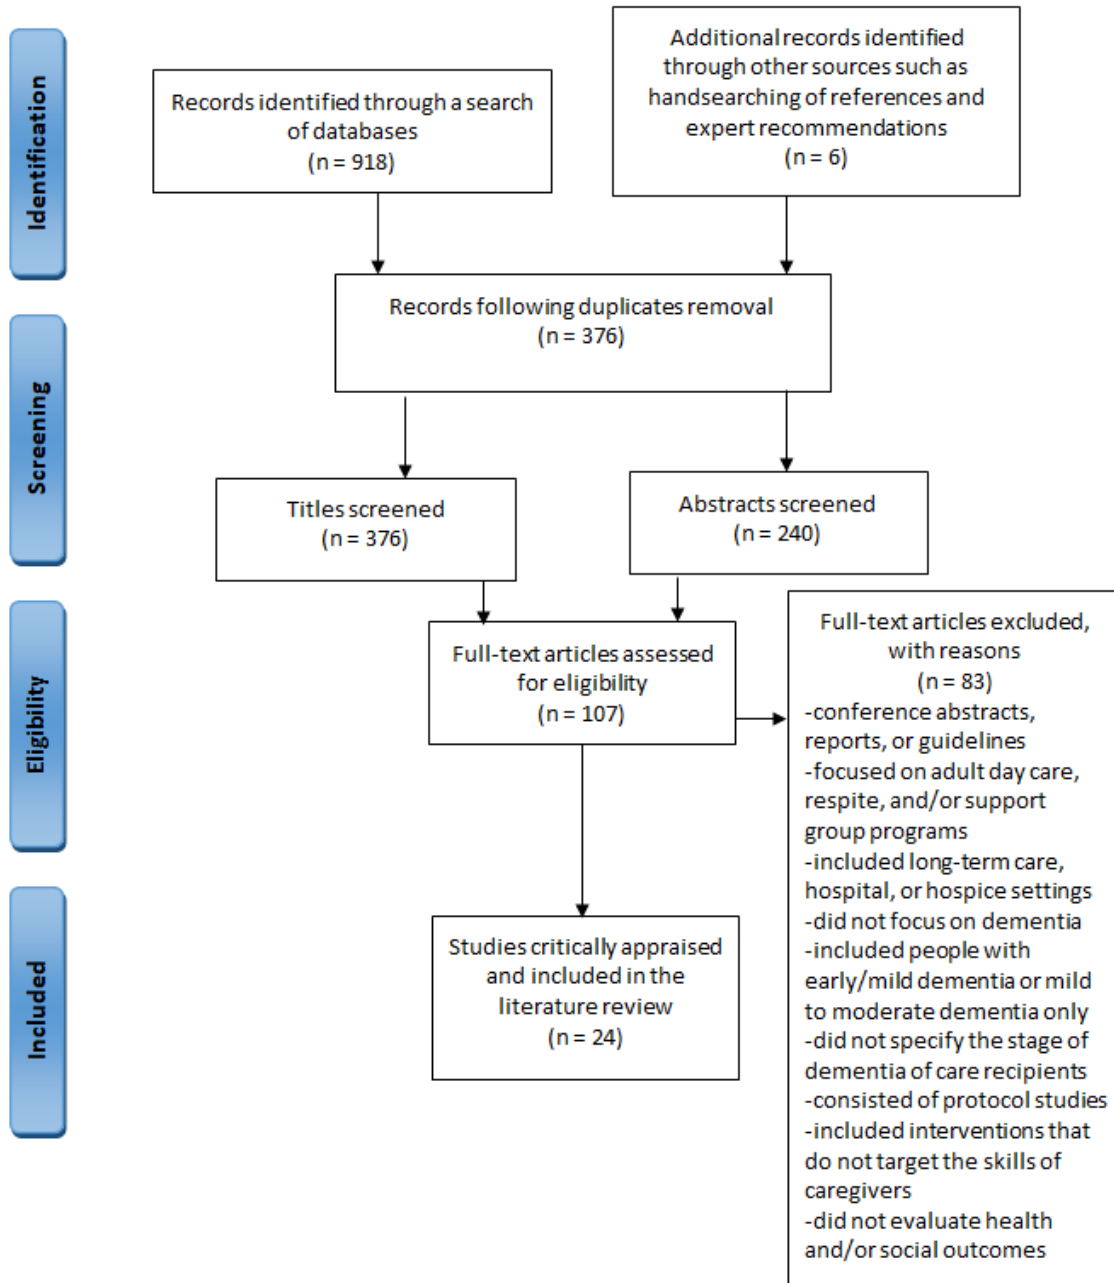 Identification
Records identified through a search
of databases
(n = 918)
Additional records identified
through other sources such as
handsearching of references and
expert recommendations
(n = 6)
Records following duplicates removal
(n = 376)
Screening
Titles screened
(n = 376)
Abstracts screened
(n = 240)
Eligibility
Full-text articles assessed
for eligibility
(n = 107)
Full-text articles excluded,
with reasons
(n = 83)
-conference abstracts,
reports, or guidelines
-focused on adult day care,
respite, and/or support
group programs
-included long-term care,
hospital, or hospice settings
-did not focus on dementia
-included people with
early/mild dementia or mild
to moderate dementia only
-did not specify the stage of
dementia of care recipients
-consisted of protocol studies
-included interventions that
do not target the skills of
caregivers
-did not evaluate health
and/or social outcomes
Included
Studies critically appraised
and included in the
literature review
(n = 24)